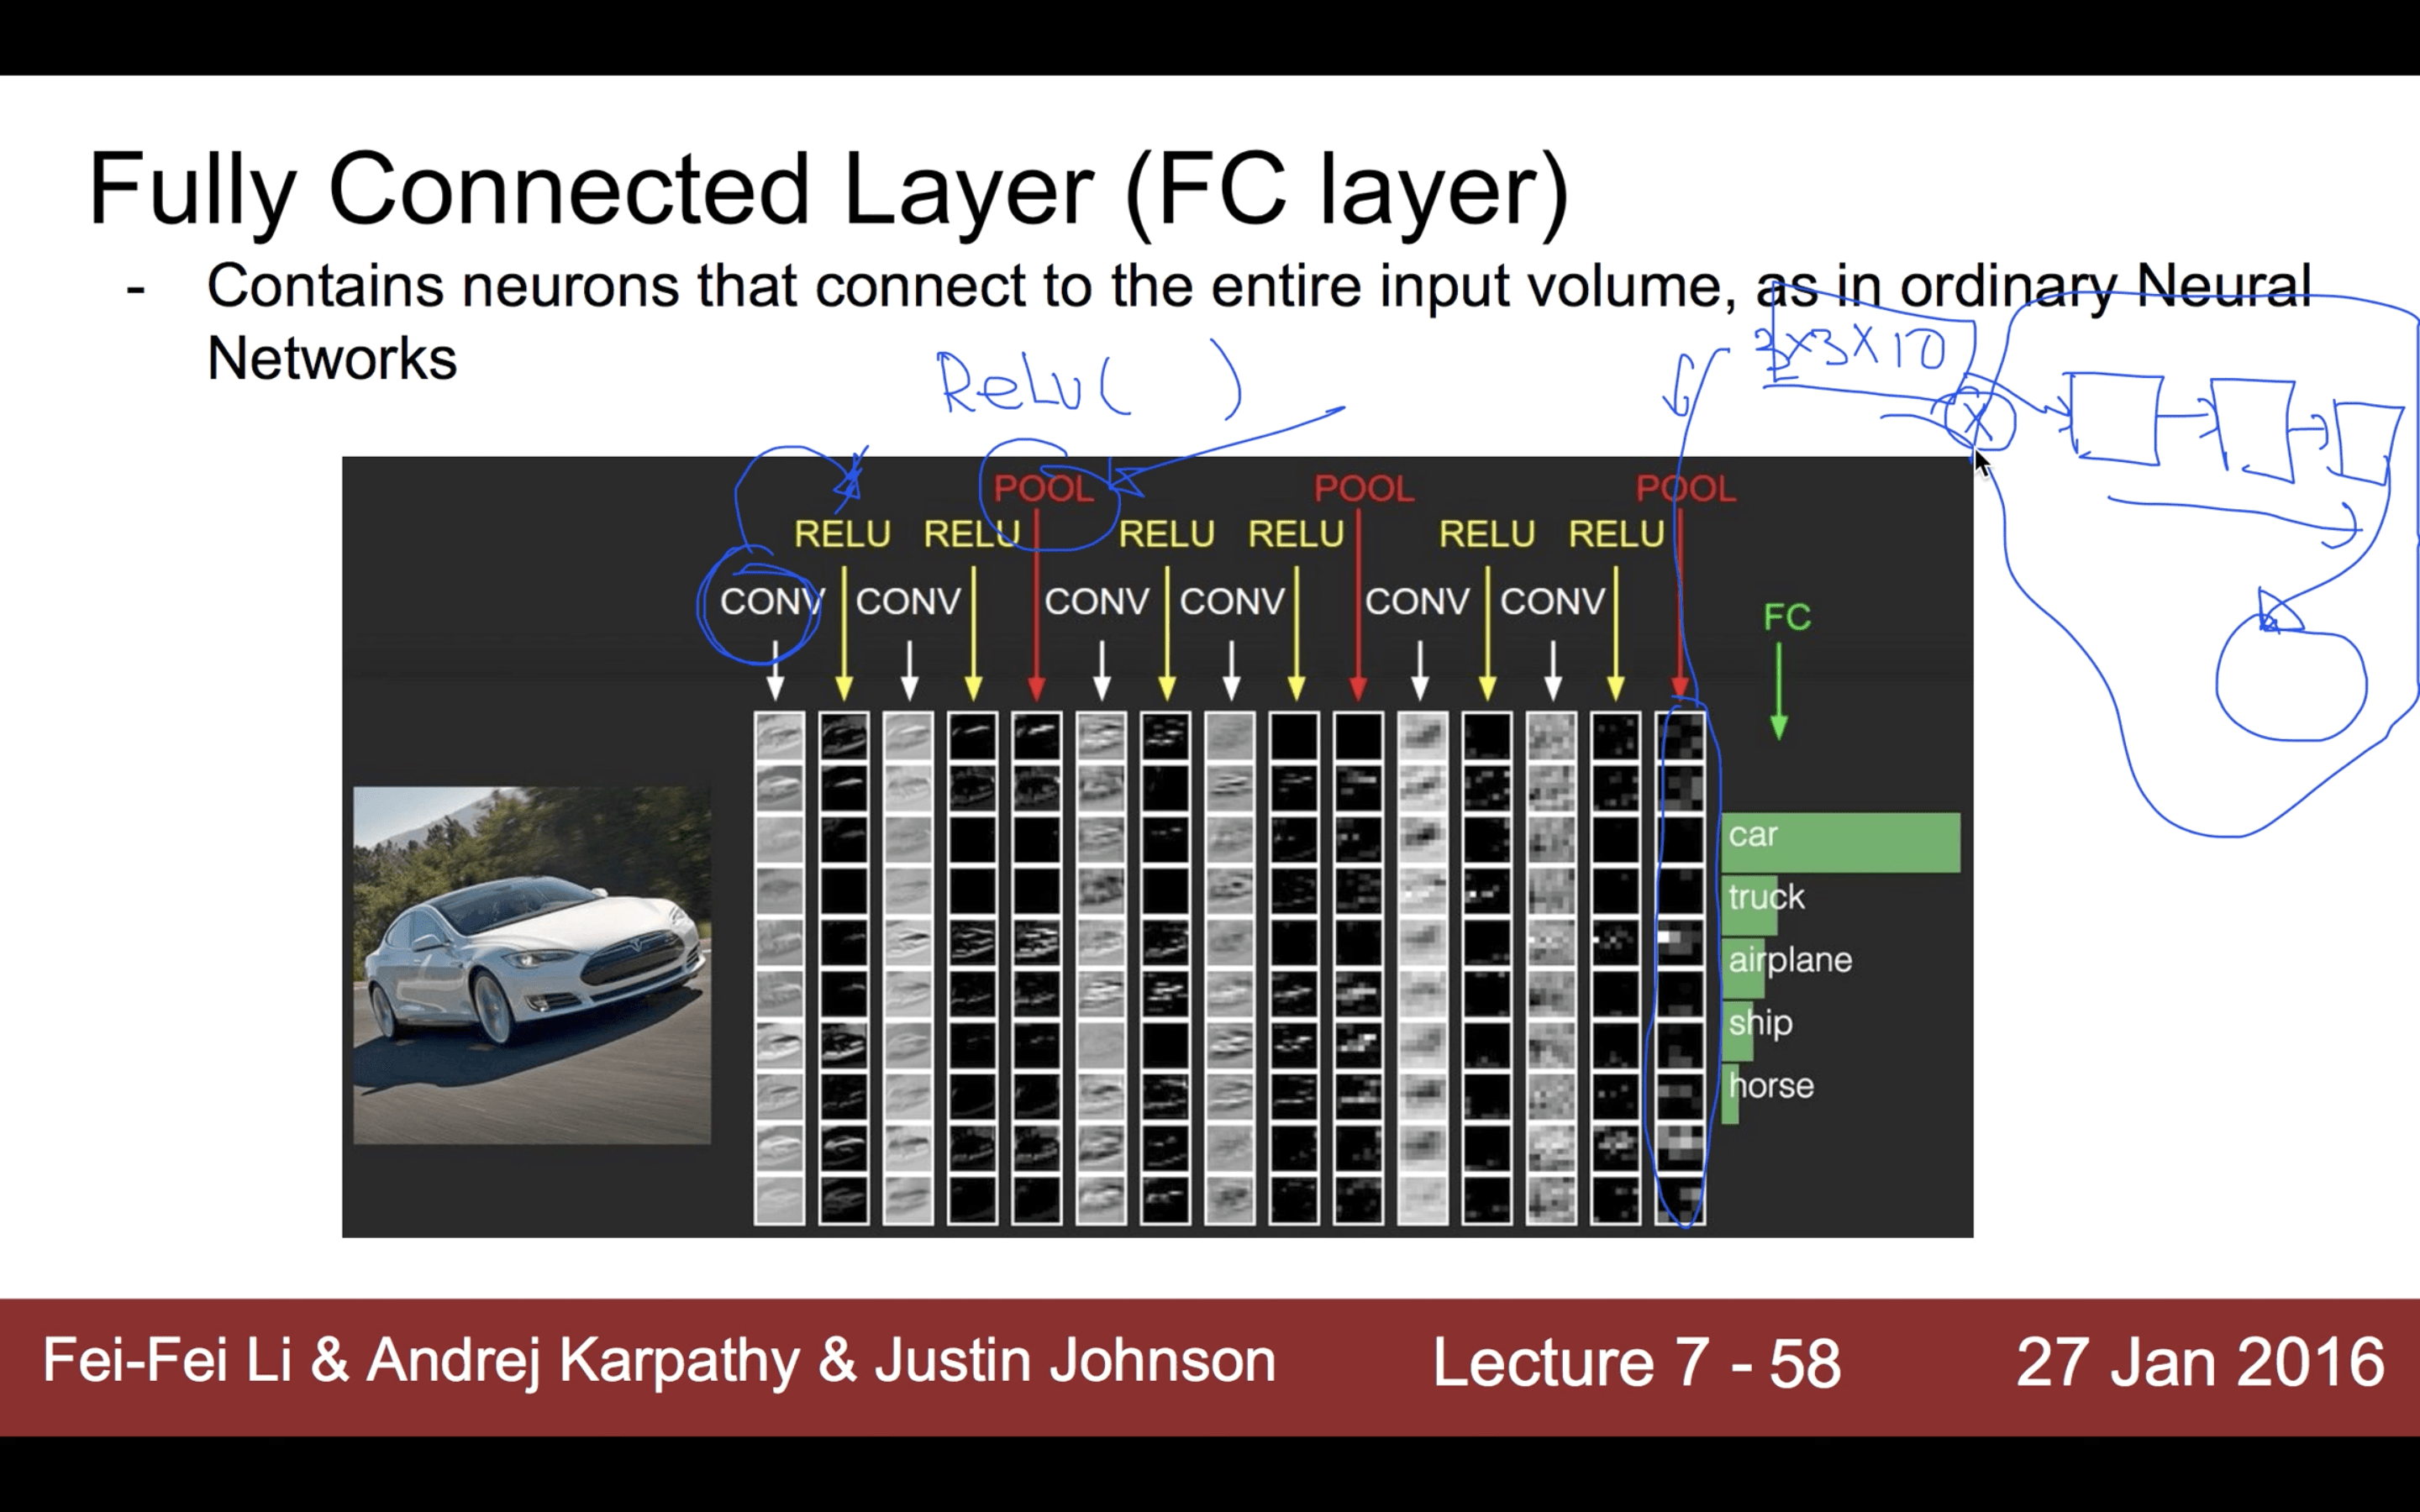 Fully Connected Layer (FC layer)
- Contains neurons that connect to the entire input volume, as in ordinary Neural
Networks
ReLU( )
3x3x10
X
POOL POOL POOL
RELU RELU RELU RELU RELU RELU
CONV CONV CONV CONV CONV CONV
FC
car
truck
airplane
ship
horse
Fei-Fei Li & Andrej Karpathy & Justin Johnson Lecture 7 - 58 27 Jan 2016